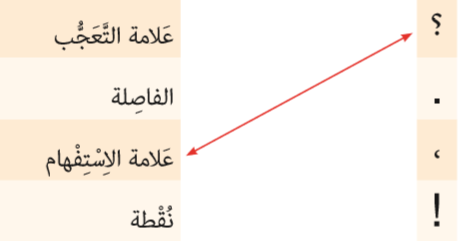 ؟ عَلامة التَّعَجُّب
. الفاصِلة
، عَلامة الاِسْتِفْهام
! نُقْطة